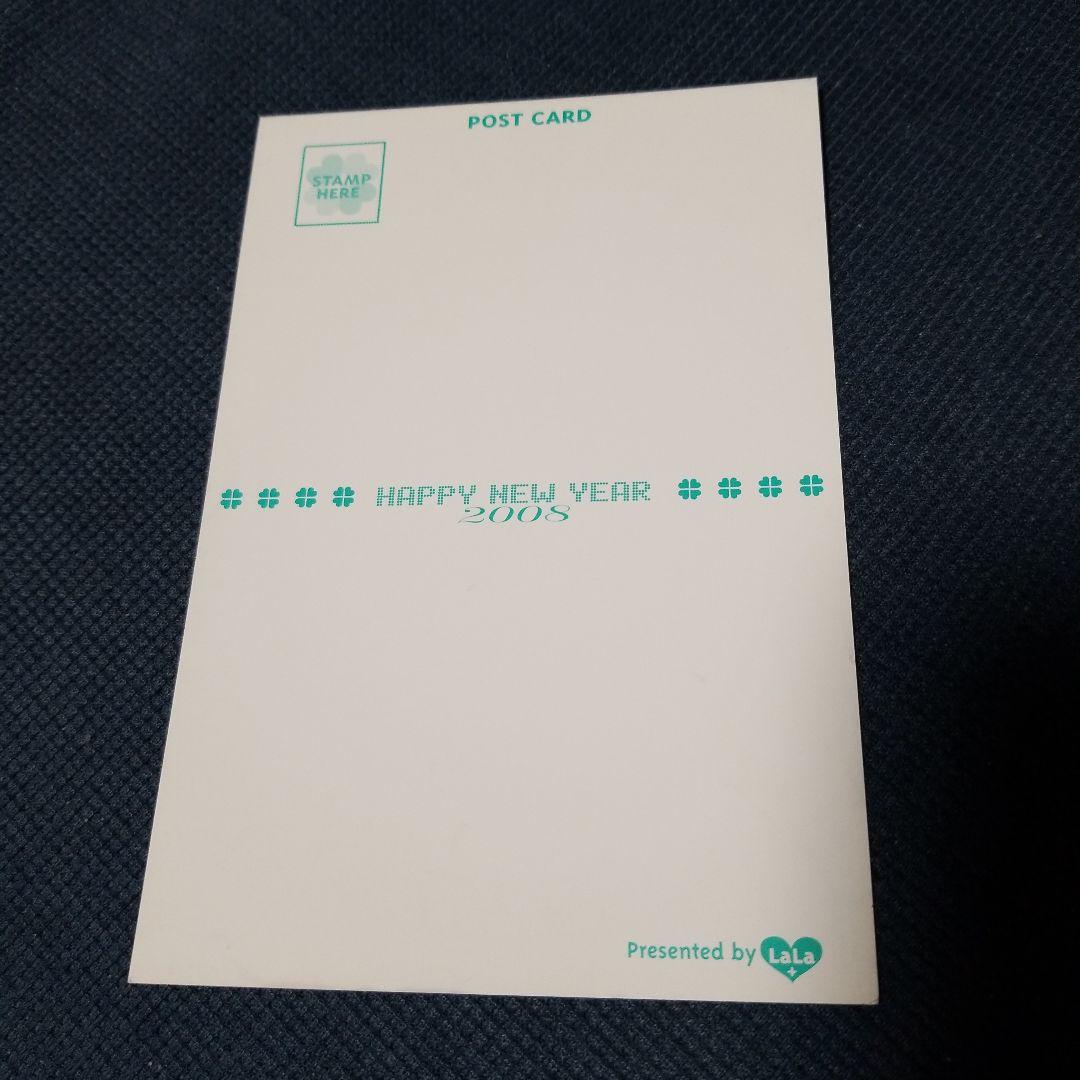 POST CARD
STAMP
HERE
HAPPY NEW YEAR
2008
Presented by LaLa
+